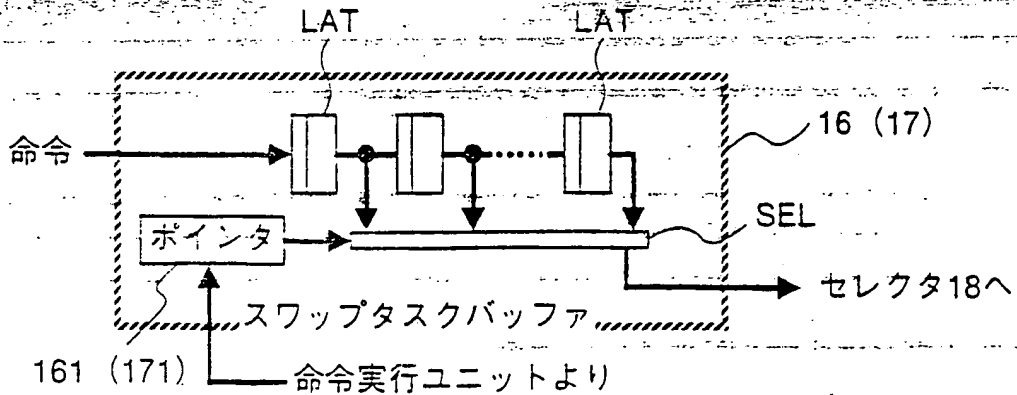 LAT LAT
16 (17)
命令
SEL
ポインタ
セレクタ18へ
スワップタスクバッファ
161 (171)
命令実行ユニットより